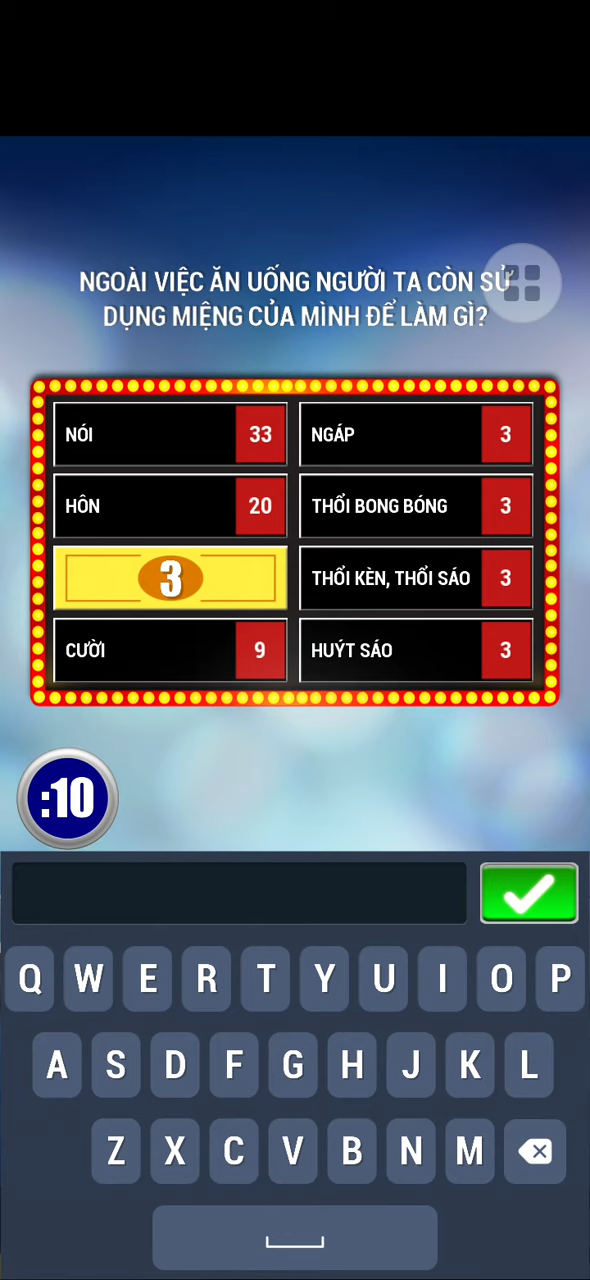 NGOÀI VIỆC ĂN UỐNG NGƯỜI TA CÒN SỬ
DỤNG MIỆNG CỦA MÌNH ĐỂ LÀM GÌ?
NÓI 33
NGÁP 3
HÔN 20
THỔI BONG BÓNG 3
3
THỔI KÈN, THỔI SÁO 3
CƯỜI 9
HUÝT SÁO 3
:10
Q W E R T Y U I O P
A S D F G H J K L
Z X C V B N M